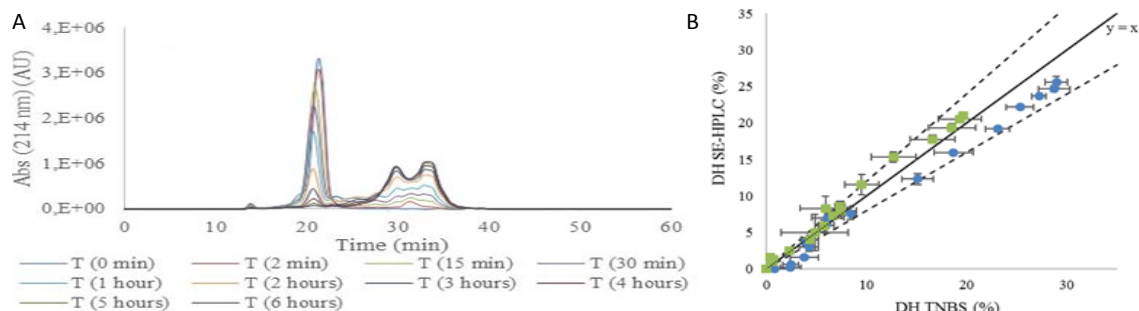 A
B
4,E+06
3,E+06
2,E+06
1,E+06
0,E+00
Abs (214 nm) (AU)
0 10 20 30 40 50 60
Time (min)
T (0 min) T (2 min) T (15 min) T (30 min)
T (1 hour) T (2 hours) T (3 hours) T (4 hours)
T (5 hours) T (6 hours)
35
30
25
20
15
10
5
0
DH SE-HPLC (%)
y = x
0 10 20 30
DH TNBS (%)